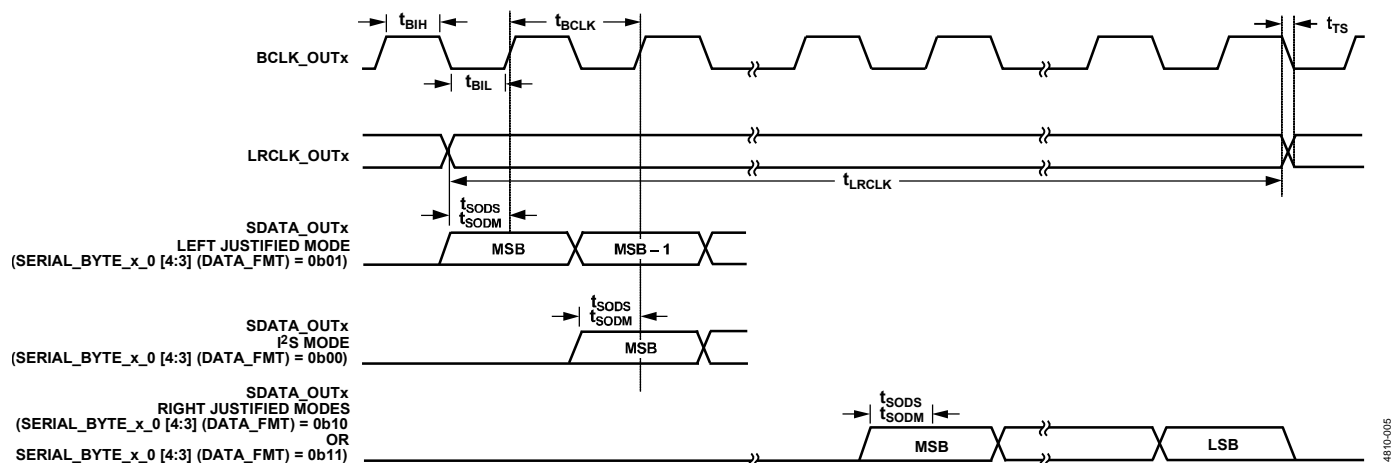 tBIH
tBCLK
tTS
BCLK_OUTx
tBIL
LRCLK_OUTx
tLRCLK
tSODS
tSODM
SDATA_OUTx
LEFT JUSTIFIED MODE
(SERIAL_BYTE_x_0 [4:3] (DATA_FMT) = 0b01)
MSB
MSB – 1
tSODS
tSODM
SDATA_OUTx
I²S MODE
(SERIAL_BYTE_x_0 [4:3] (DATA_FMT) = 0b00)
MSB
SDATA_OUTx
RIGHT JUSTIFIED MODES
(SERIAL_BYTE_x_0 [4:3] (DATA_FMT) = 0b10
OR
SERIAL_BYTE_x_0 [4:3] (DATA_FMT) = 0b11)
tSODS
tSODM
MSB
LSB
4810-005